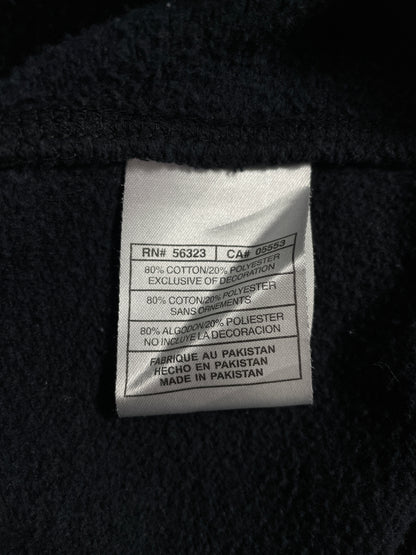 RN# 56323 CA# 05553
80% COTTON/20% POLYESTER
EXCLUSIVE OF DECORATION
80% COTON/20% POLYESTER
SANS ORNEMENTS
80% ALGODON/20% POLIESTER
NO INCLUYE LA DECORACION
FABRIQUE AU PAKISTAN
HECHO EN PAKISTAN
MADE IN PAKISTAN